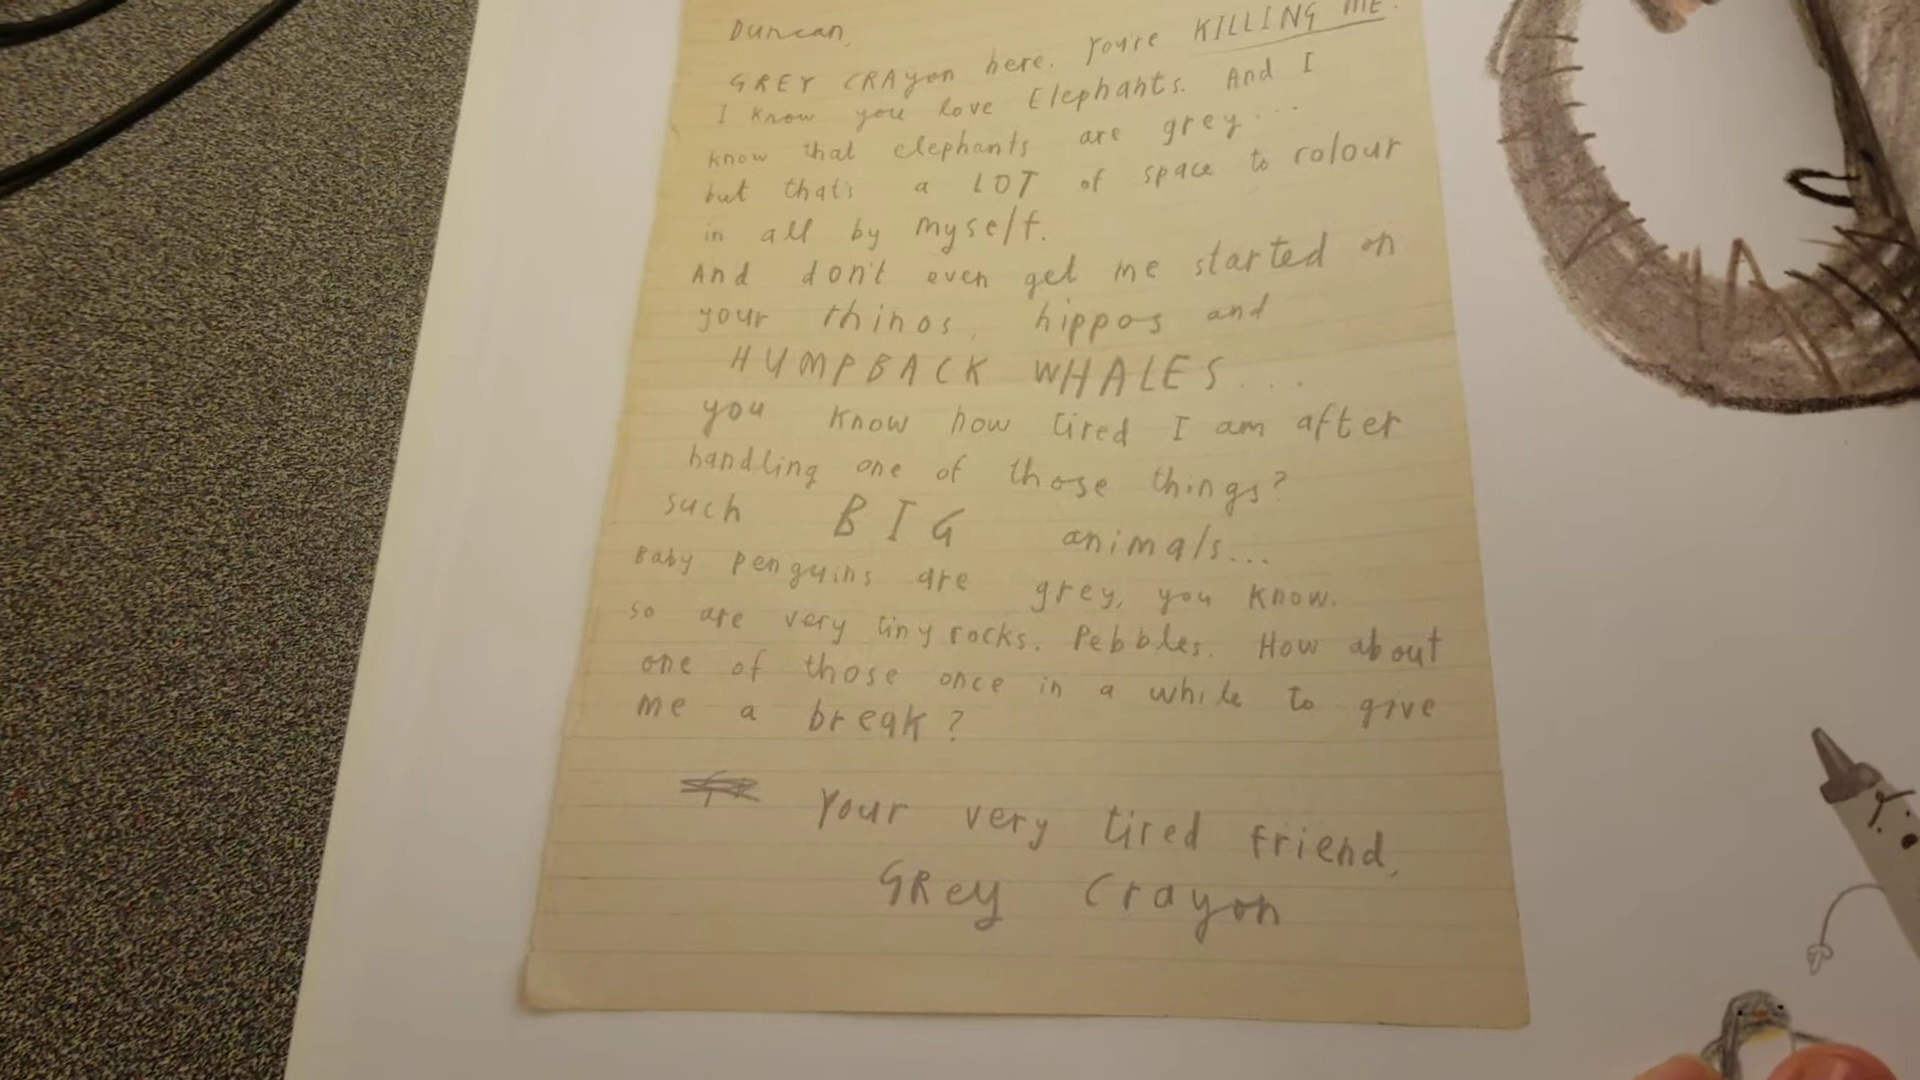 Duncan,
GREY CRAyon here. You're KILLING ME.
I know you love Elephants. And I
know that elephants are grey...
but that's a LOT of space to colour
in all by myself.
And don't even get me started on
your rhinos, hippos and
HUMPBACK WHALES...
you know how tired I am after
handling one of those things?
such BIG animals...
Baby penguins are grey, you know.
so are very tiny rocks. Pebbles. How about
one of those once in a while to give
me a break?
Your very tired friend,
GRey Crayon